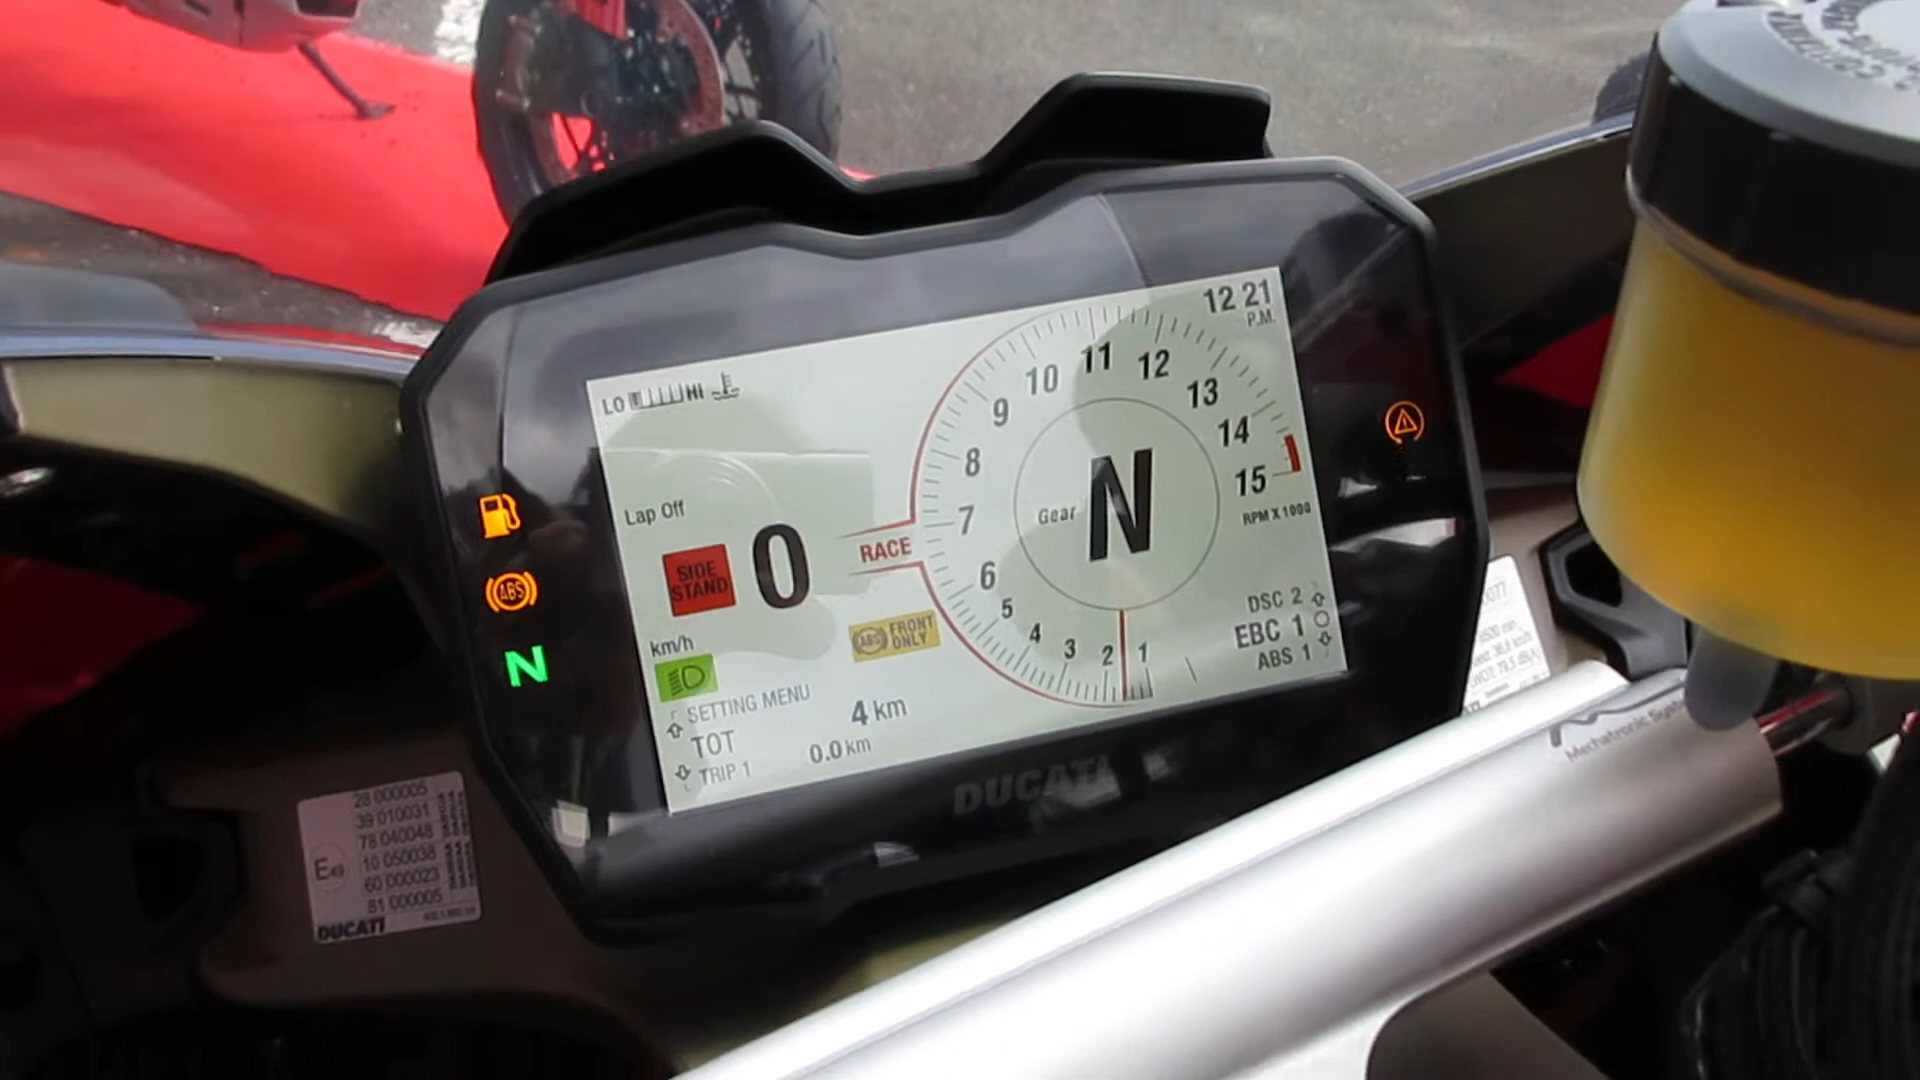 12 21
P.M.
LO HI
10 11 12
9 13
8 14
7 15
6 5 4 3 2 1
RPM X 1000
Gear N
Lap Off
SIDE
STAND
0
RACE
km/h
ABS FRONT
ONLY
DSC 2
EBC 1
ABS 1
SETTING MENU
TOT 4 km
TRIP 1 0.0 km
ABS
N
DUCATI
28 000005
39 010031
78 040048
E49 10 050038
60 000023
81 000005
DUCATI
Mechatronic